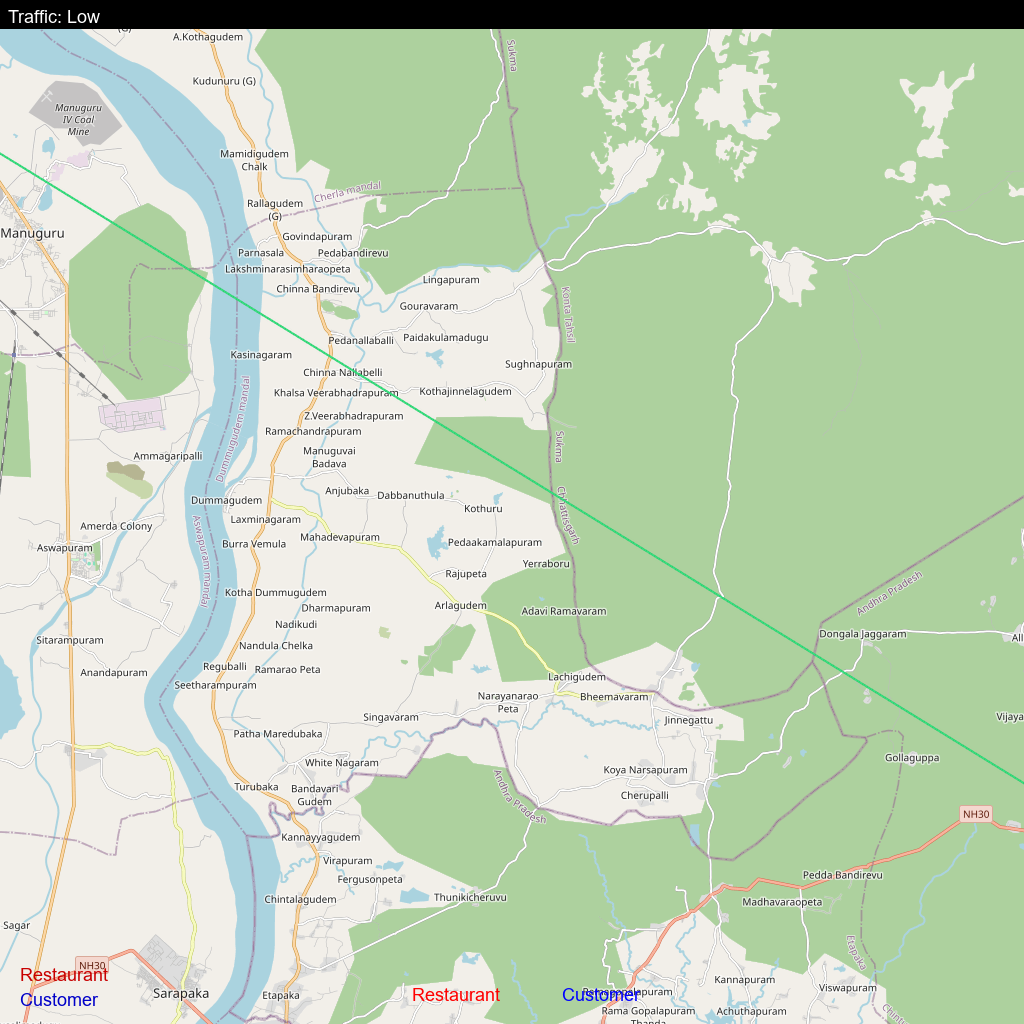 Traffic: Low
(G)
A.Kothagudem
Sukma
Kudunuru (G)
Manuguru
IV Coal
Mine
Mamidigudem
Chalk
Cherla mandal
Rallagudem
(G)
Manuguru
Govindapuram
Parnasala
Pedabandirevu
Lakshminarasimharaopeta
Lingapuram
Chinna Bandirevu
Gouravaram
Konta Tahsil
Pedanallaballi
Paidakulamadugu
Kasinagaram
Sughnapuram
Chinna Nallabelli
Khalsa Veerabhadrapuram
Kothajinnelagudem
Dummugudem mandal
Z.Veerabhadrapuram
Ramachandrapuram
Sukma
Manuguvai
Badava
Ammagaripalli
Anjubaka
Dabbanuthula
Chhattisgarh
Dummagudem
Kothuru
Laxminagaram
Amerda Colony
Aswapuram mandal
Mahadevapuram
Burra Vemula
Pedaakamalapuram
Aswapuram
Yerraboru
Rajupeta
Andhra Pradesh
Kotha Dummugudem
Dharmapuram
Arlagudem
Adavi Ramavaram
Nadikudi
Dongala Jaggaram
All
Sitarampuram
Nandula Chelka
Reguballi
Ramarao Peta
Anandapuram
Lachigudem
Seetharampuram
Narayanarao
Peta
Bheemavaram
Singavaram
Jinnegattu
Vijaya
Patha Maredubaka
White Nagaram
Gollaguppa
Koya Narsapuram
Turubaka
Bandavari
Gudem
Andhra Pradesh
Cherupalli
NH30
Kannayyagudem
Virapuram
Fergusonpeta
Pedda Bandirevu
Chintalagudem
Thunikicheruvu
Madhavaraopeta
Sagar
Etapaka
NH30
Restaurant
Sarapaka
Customer
Etapaka
Restaurant
Customer
Kannapuram
Viswapuram
Rama Gopalapuram
Thanda
Achuthapuram